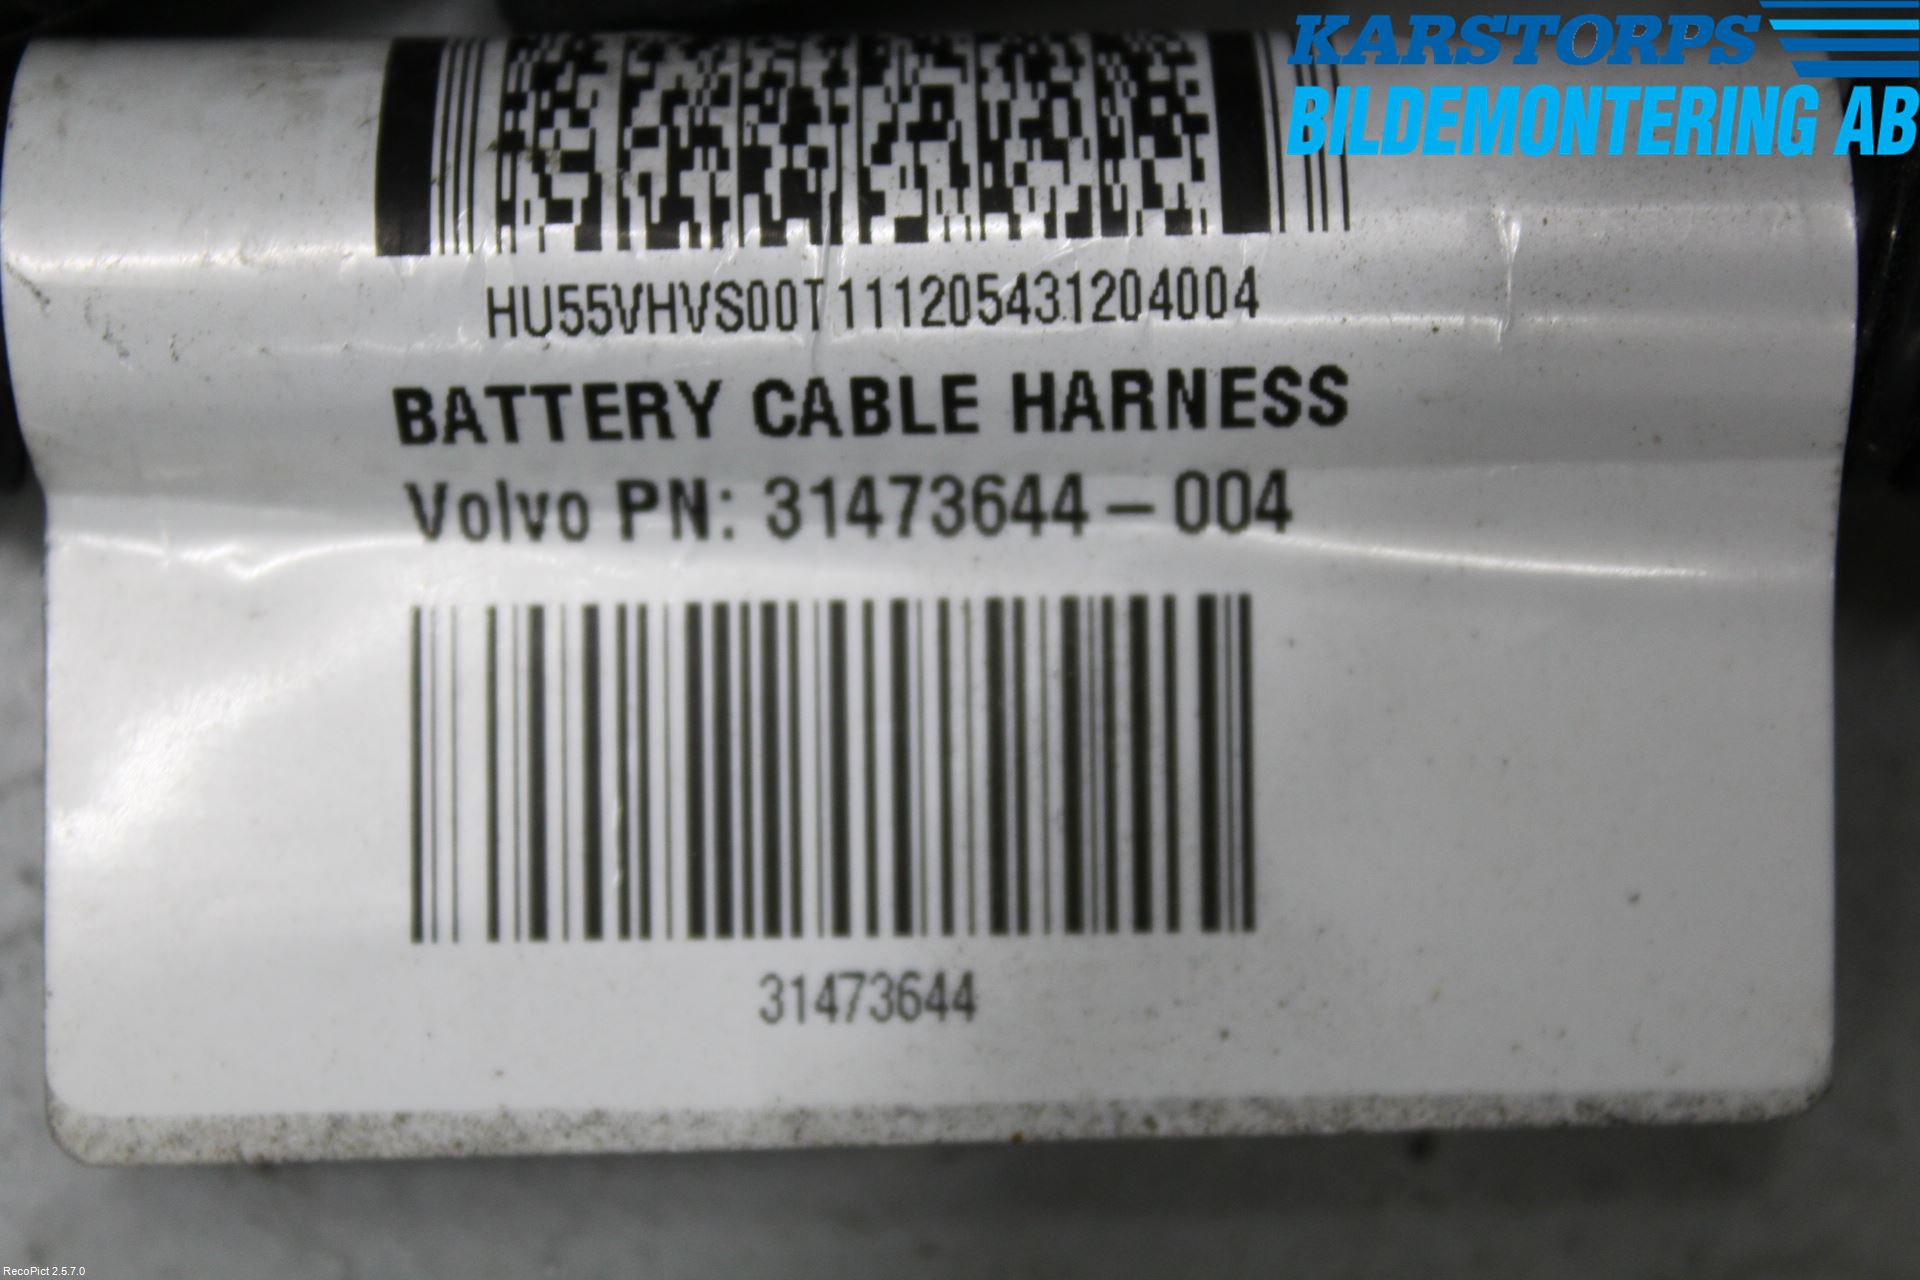 KARSTORPS
BILDEMONTERING AB
HU55VHVS00T111205431204004
BATTERY CABLE HARNESS
Volvo PN: 31473644 - 004
31473644
RecoPict 2.5.7.0